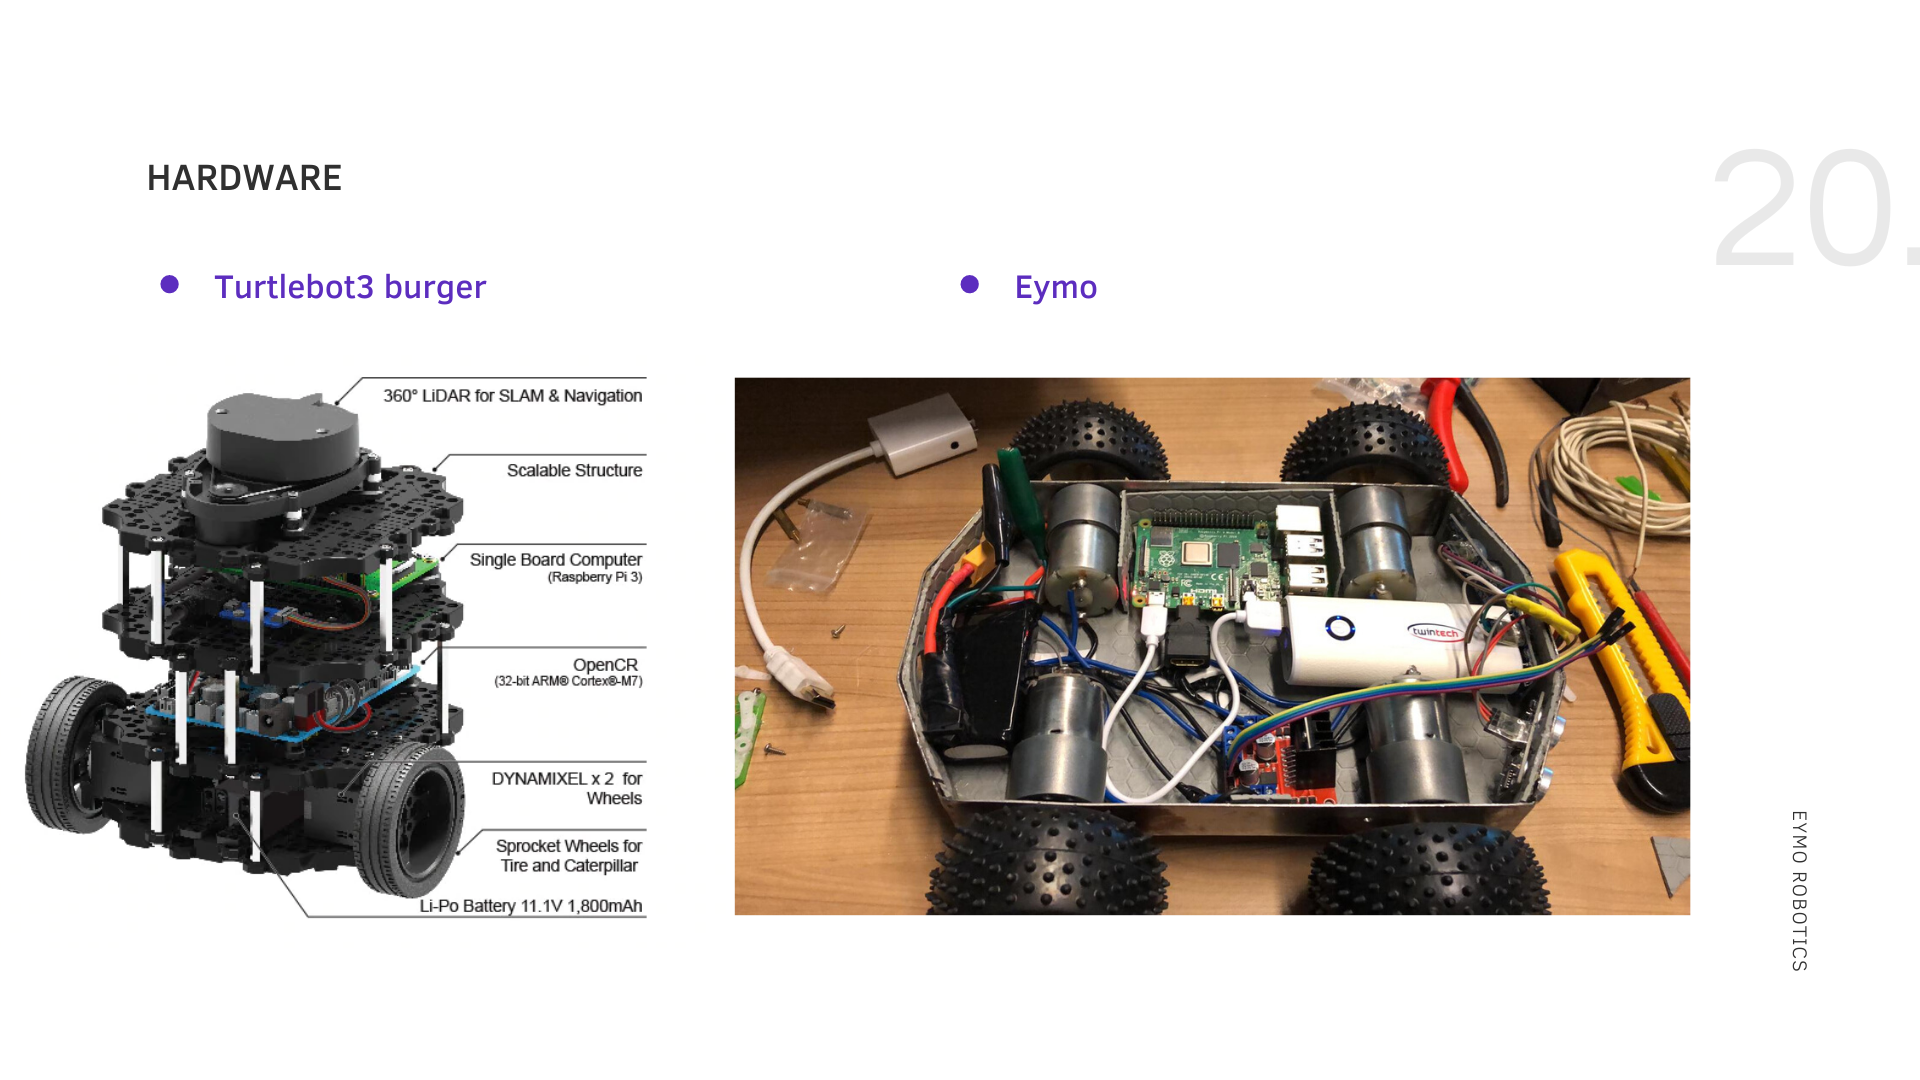 HARDWARE
20.
Turtlebot3 burger
Eymo
360° LiDAR for SLAM & Navigation
Scalable Structure
Single Board Computer
(Raspberry Pi 3)
OpenCR
(32-bit ARM® Cortex®-M7)
DYNAMIXEL x 2 for
Wheels
Sprocket Wheels for
Tire and Caterpillar
Li-Po Battery 11.1V 1,800mAh
HDMI
twintech
EYMO ROBOTICS